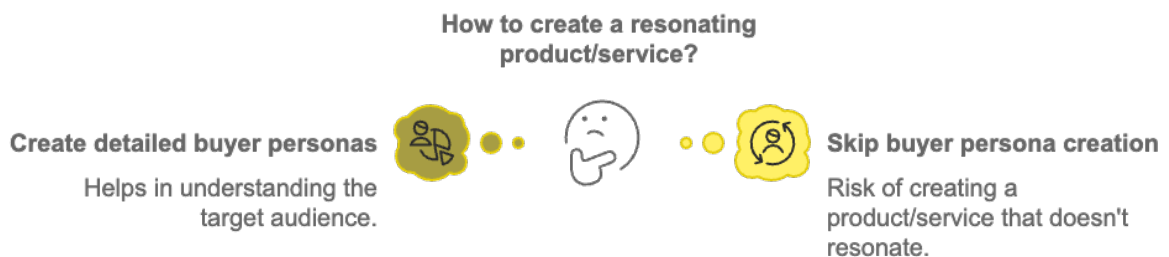 How to create a resonating
product/service?
Create detailed buyer personas
Helps in understanding the
target audience.
Skip buyer persona creation
Risk of creating a
product/service that doesn't
resonate.